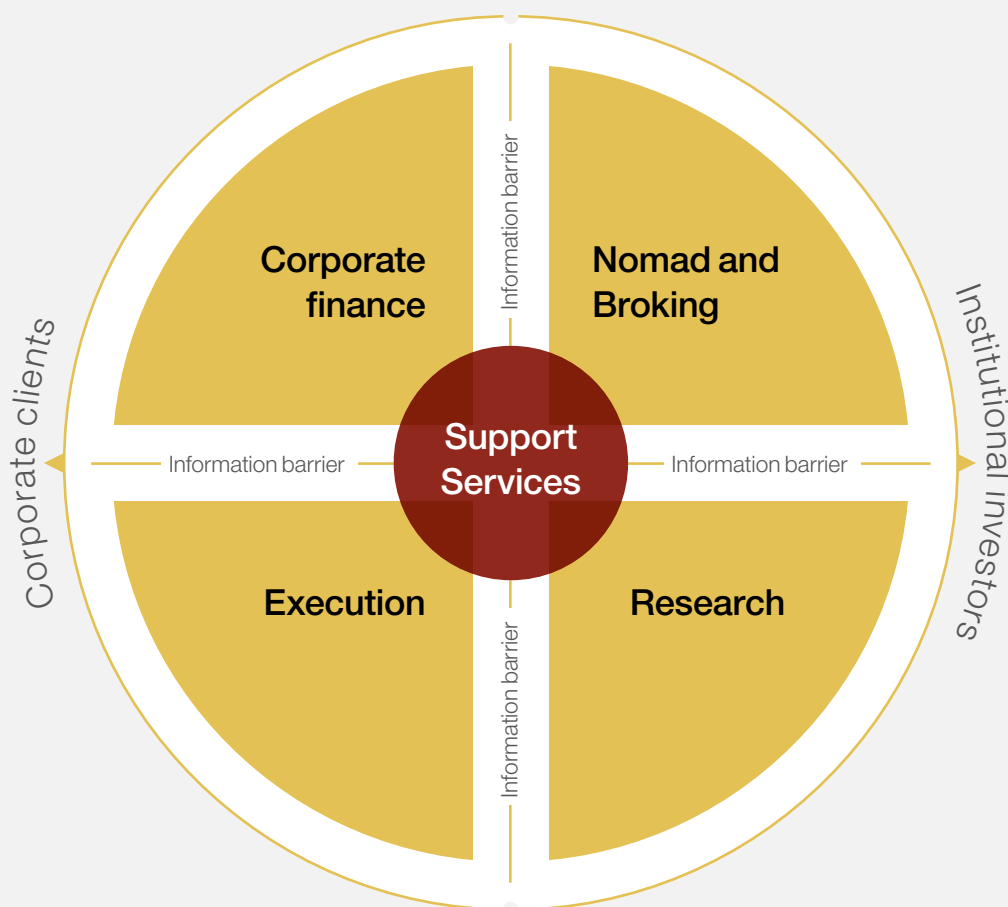 Information barrier
Corporate
finance
Nomad and
Broking
Corporate clients
Institutional Investors
Information barrier
Support
Services
Information barrier
Execution
Research
Information barrier